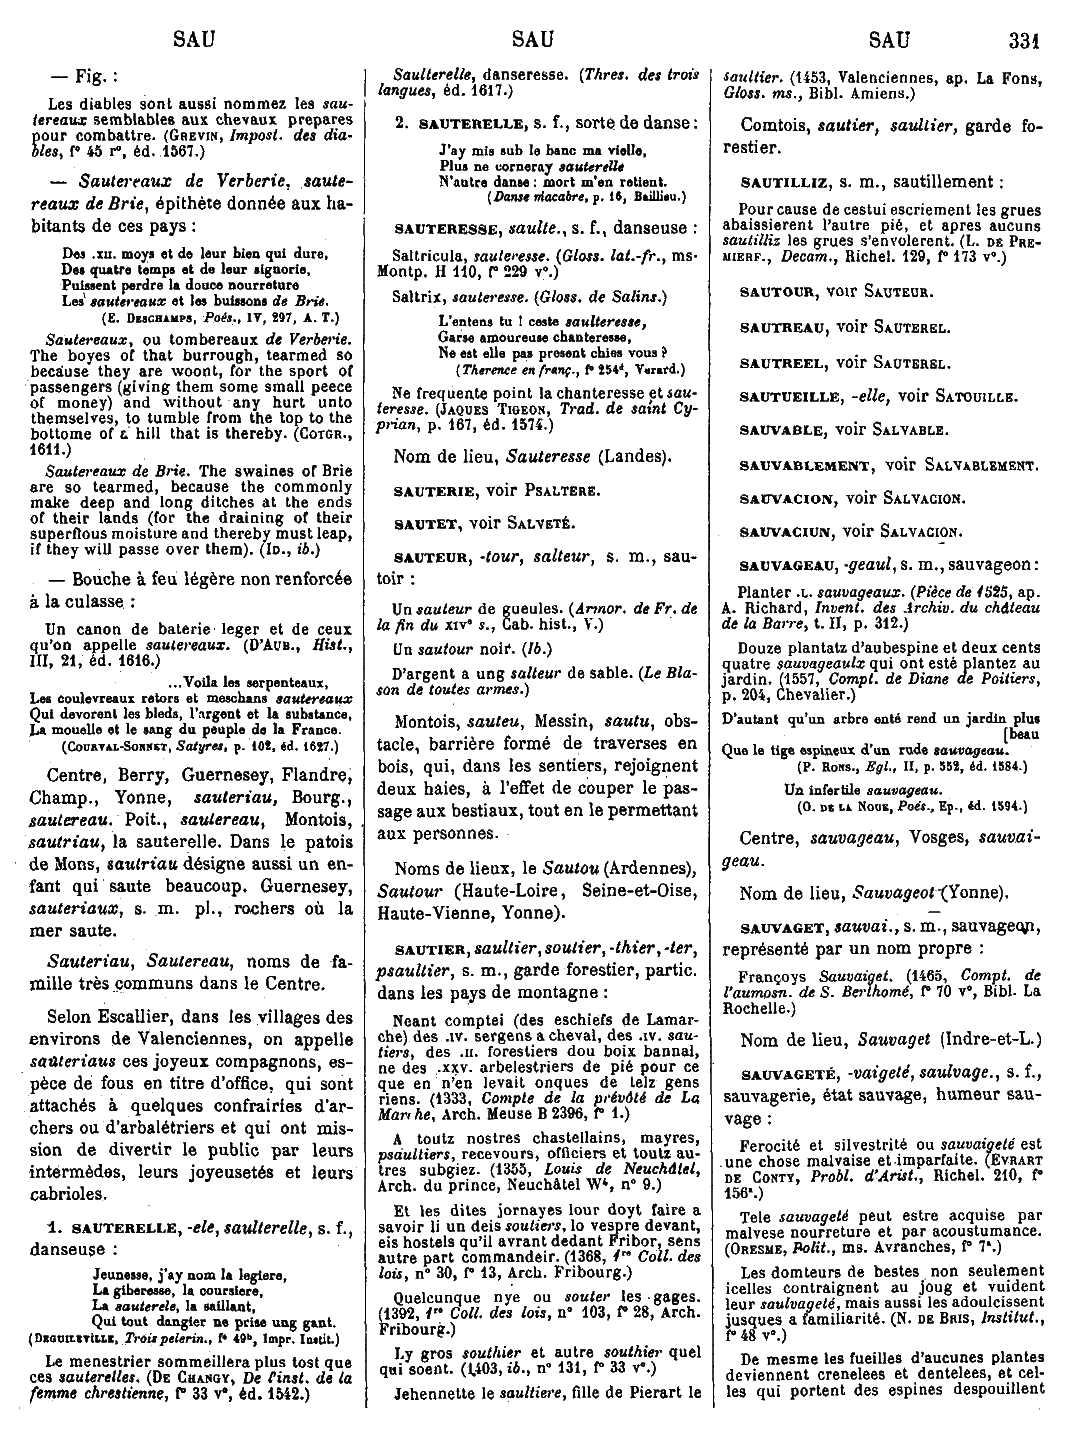 SAU
SAU
SAU
331
— Fig. :
Les diables sont aussi nommez les sau-
tereaux semblables aux chevaux prepares
pour combattre. (GREVIN, Impost. des dia-
bles, f° 45 r°, éd. 1567.)
— Sautereaux de Verberie, saute-
reaux de Brie, épithète donnée aux ha-
bitants de ces pays :
Des .XII. moys et de leur bien qui dure,
Des quatre temps et de leur signorie,
Puissent perdre la douce nourreture
Les sautereaux et les buissons de Brie.
(E. DESCHAMPS, Poés., IV, 297, A. T.)
Sautereaux, ou tombereaux de Verberie.
The boyes of that burrough, tearmed so
because they are woont, for the sport of
passengers (giving them some small peece
of money) and without any hurt unto
themselves, to tumble from the top to the
bottome of a hill that is thereby. (COTGR.,
1611.)
Sautereaux de Brie. The swaines of Brie
are so tearmed, because the commonly
make deep and long ditches at the ends
of their lands (for the draining of their
superflous moisture and thereby must leap,
if they will passe over them). (ID., ib.)
— Bouche à feu légère non renforcée
à la culasse :
Un canon de baterie leger et de ceux
qu'on appelle sautereaux. (D'AUB., Hist.,
III, 21, éd. 1616.)
...Voila les serpenteaux,
Les coulevreaux retors et meschans sautereaux
Qui devorent les bleds, l'argent et la substance,
La mouelle et le sang du peuple de la France.
(COURVAL-SONNET, Satyres, p. 102, éd. 1627.)
Centre, Berry, Guernesey, Flandre,
Champ., Yonne, sauteriau, Bourg.,
sautereau. Poit., sautereau, Montois,
sautriau, la sauterelle. Dans le patois
de Mons, sautriau désigne aussi un en-
fant qui saute beaucoup. Guernesey,
sauteriaux, s. m. pl., rochers où la
mer saute.
Sauteriau, Sautereau, noms de fa-
mille très communs dans le Centre.
Selon Escallier, dans les villages des
environs de Valenciennes, on appelle
saûteriaus ces joyeux compagnons, es-
pèce de fous en titre d'office, qui sont
attachés à quelques confrairies d'ar-
chers ou d'arbalétriers et qui ont mis-
sion de divertir le public par leurs
intermèdes, leurs joyeusetés et leurs
cabrioles.
1. SAUTERELLE, -ele, saulterelle, s. f.,
danseuse :
Jeunesse, j'ay nom la legiere,
La giberesse, la coursiere,
La sauterele, la saillant,
Qui tout dangier ne prise ung gant.
(DEGUILEVILLE, Trois pelerin., f° 49b, Impr. Instit.)
Le menestrier sommeillera plus tost que
ces sauterelles. (DE CHANGY, De l'inst. de la
femme chrestienne, f° 33 v°, éd. 1542.)
Saulterelle, danseresse. (Thres. des trois
langues, éd. 1617.)
2. SAUTERELLE, s. f., sorte de danse :
J'ay mis sub le banc ma vielle,
Plus ne corneray sauterelle
N'autre danse : mort m'en retient.
(Danse macabre, p. 16, Baillieu.)
SAUTERESSE, saulte., s. f., danseuse :
Saltricula, sauteresse. (Gloss. lat.-fr., ms.
Montp. H 110, f° 229 v°.)
Saltrix, sauteresse. (Gloss. de Salins.)
L'entens tu ! ceste saulteresse,
Garse amoureuse chanteresse,
Ne est elle pas present chies vous ?
(Therence en franç., f° 254d, Verard.)
Ne frequente point la chanteresse et sau-
teresse. (JAQUES TIGEON, Trad. de saint Cy-
prian, p. 167, éd. 1574.)
Nom de lieu, Sauteresse (Landes).
SAUTERIE, voir PSALTERE.
SAUTET, voir SALVETÉ.
SAUTEUR, -tour, salteur, s. m., sau-
toir :
Un sauteur de gueules. (Armor. de Fr. de
la fin du XIVe s., Cab. hist., V.)
Un sautour noir. (Ib.)
D'argent a ung salteur de sable. (Le Bla-
son de toutes armes.)
Montois, sauteu, Messin, sautu, obs-
tacle, barrière formé de traverses en
bois, qui, dans les sentiers, rejoignent
deux haies, à l'effet de couper le pas-
sage aux bestiaux, tout en le permettant
aux personnes.
Noms de lieux, le Sautou (Ardennes),
Sautour (Haute-Loire, Seine-et-Oise,
Haute-Vienne, Yonne).
SAUTIER, saultier, soutier, -thier, -ter,
psaultier, s. m., garde forestier, partic.
dans les pays de montagne :
Neant comptei (des eschiefs de Lamar-
che) des .IV. sergens a cheval, des .IV. sau-
tiers, des .II. forestiers dou boix bannal,
ne des .XXV. arbelestriers de pié pour ce
que en n'en levait onques de telz gens
riens. (1333, Compte de la prévôté de La
Marche, Arch. Meuse B 2396, f° 1.)
A toutz nostres chastellains, mayres,
psaultiers, recevours, officiers et toutz au-
tres subgiez. (1355, Louis de Neuchâtel,
Arch. du prince, Neuchâtel W4, n° 9.)
Et les dites jornayes lour doyt faire a
savoir li un deis soutiers, lo vespre devant,
eis hostels qu'il avrant dedant Fribor, sens
autre part commandeir. (1368, 1re Coll. des
lois, n° 30, f° 13, Arch. Fribourg.)
Quelcunque nye ou souter les gages.
(1392, 1re Coll. des lois, n° 103, f° 28, Arch.
Fribourg.)
Ly gros southier et autre southier quel
qui soent. (1403, ib., n° 131, f° 33 v°.)
Jehennette le saultiere, fille de Pierart le
saultier. (1453, Valenciennes, ap. La Fons,
Gloss. ms., Bibl. Amiens.)
Comtois, sautier, saultier, garde fo-
restier.
SAUTILLIZ, s. m., sautillement :
Pour cause de cestui escriement les grues
abaissierent l'autre pié, et apres aucuns
sautilliz les grues s'envolerent. (L. DE PRE-
MIERF., Decam., Richel. 129, f° 173 v°.)
SAUTOUR, voir SAUTEUR.
SAUTREAU, voir SAUTEREL.
SAUTREEL, voir SAUTEREL.
SAUTUEILLE, -elle, voir SATOUILLE.
SAUVABLE, voir SALVABLE.
SAUVABLEMENT, voir SALVABLEMENT.
SAUVACION, voir SALVACION.
SAUVACIUN, voir SALVACION.
SAUVAGEAU, -geaul, s. m., sauvageon :
Planter .L. sauvageaux. (Pièce de 1525, ap.
A. Richard, Invent. des Archiv. du château
de la Barre, t. II, p. 312.)
Douze plantatz d'aubespine et deux cents
quatre sauvageaulx qui ont esté plantez au
jardin. (1557, Compt. de Diane de Poitiers,
p. 204, Chevalier.)
D'autant qu'un arbre enté rend un jardin plus
[beau
Que le tige espineux d'un rude sauvageau.
(P. RONS., Egl., II, p. 552, éd. 1584.)
Un infertile sauvageau.
(O. DE LA NOUE, Poés., Ep., éd. 1594.)
Centre, sauvageau, Vosges, sauvai-
geau.
Nom de lieu, Sauvageot (Yonne).
SAUVAGET, sauvai., s. m., sauvageon,
représenté par un nom propre :
Françoys Sauvaiget. (1465, Compt. de
l'aumosn. de S. Berthomé, f° 70 v°, Bibl. La
Rochelle.)
Nom de lieu, Sauvaget (Indre-et-L.)
SAUVAGETÉ, -vaigeté, saulvage., s. f.,
sauvagerie, état sauvage, humeur sau-
vage :
Ferocité et silvestrité ou sauvaigeté est
une chose malvaise et imparfaite. (EVRART
DE CONTY, Probl. d'Arist., Richel. 210, f°
156a.)
Tele sauvageté peut estre acquise par
malvese nourreture et par acoustumance.
(ORESME, Polit., ms. Avranches, f° 7a.)
Les domteurs de bestes non seulement
icelles contraignent au joug et vuident
leur saulvageté, mais aussi les adoulcissent
jusques a familiarité. (N. DE BRIS, Institut.,
f° 48 v°.)
De mesme les fueilles d'aucunes plantes
deviennent crenelees et dentelees, et cel-
les qui portent des espines despouillent